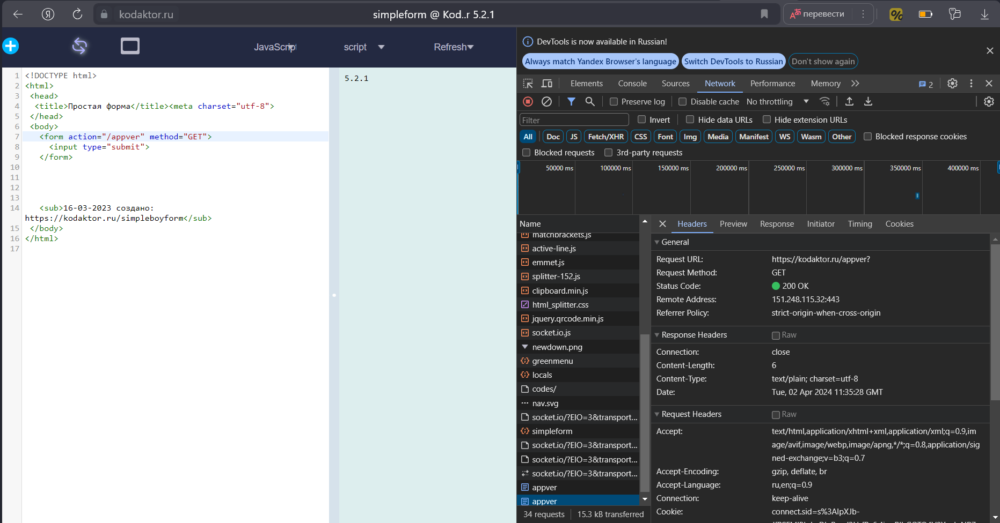 kodaktor.ru
simpleform @ Kod..r 5.2.1
перевести
JavaScript
script
Refresh
DevTools is now available in Russian!
Always match Yandex Browser's language
Switch DevTools to Russian
Don't show again
1 <!DOCTYPE html>
2 <html>
3 <head>
4 <title>Простая форма</title><meta charset="utf-8">
5 </head>
6 <body>
7 <form action="/appver" method="GET">
8 <input type="submit">
9 </form>
10
11
12
13
14 <sub>16-03-2023 создано:
https://kodaktor.ru/simpleboyform</sub>
15 </body>
16 </html>
17
5.2.1
Elements Console Sources Network Performance Memory 2
Preserve log Disable cache No throttling
Filter Invert Hide data URLs Hide extension URLs
All Doc JS Fetch/XHR CSS Font Img Media Manifest WS Wasm Other Blocked response cookies
Blocked requests 3rd-party requests
50000 ms 100000 ms 150000 ms 200000 ms 250000 ms 300000 ms 350000 ms 400000 ms
Name
matchbrackets.js
active-line.js
emmet.js
splitter-152.js
clipboard.min.js
html_splitter.css
jquery.qrcode.min.js
socket.io.js
newdown.png
greenmenu
locals
codes/
nav.svg
socket.io/?EIO=3&transport...
simpleform
socket.io/?EIO=3&transport...
socket.io/?EIO=3&transport...
socket.io/?EIO=3&transport...
appver
appver
34 requests 15.3 kB transferred
Headers Preview Response Initiator Timing Cookies
General
Request URL: https://kodaktor.ru/appver?
Request Method: GET
Status Code: 200 OK
Remote Address: 151.248.115.32:443
Referrer Policy: strict-origin-when-cross-origin
Response Headers Raw
Connection: close
Content-Length: 6
Content-Type: text/plain; charset=utf-8
Date: Tue, 02 Apr 2024 11:35:28 GMT
Request Headers Raw
Accept: text/html,application/xhtml+xml,application/xml;q=0.9,im
age/avif,image/webp,image/apng,*/*;q=0.8,application/sig
ned-exchange;v=b3;q=0.7
Accept-Encoding: gzip, deflate, br
Accept-Language: ru,en;q=0.9
Connection: keep-alive
Cookie: connect.sid=s%3AIpXJb-